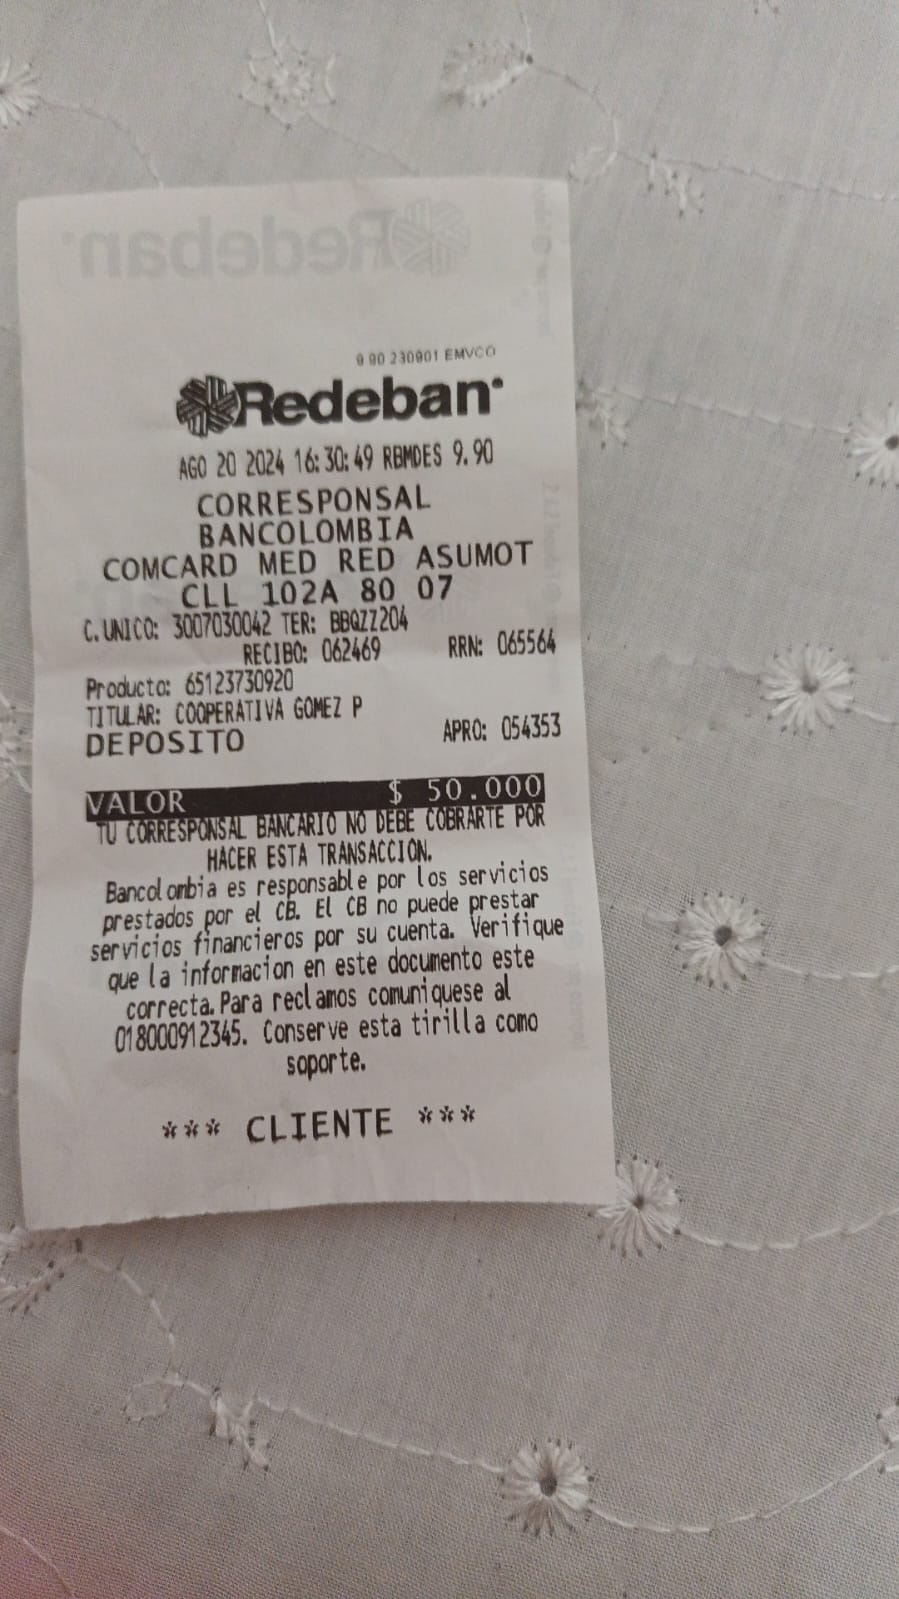 Redeban
9 90 230901 EMVCO
Redeban
AGO 20 2024 16:30:49 RBMDES 9.90
CORRESPONSAL
BANCOLOMBIA
COMCARD MED RED ASUMOT
CLL 102A 80 07
C.UNICO: 3007030042 TER: BBQZZ204
RECIBO: 062469 RRN: 065564
Producto: 65123730920
TITULAR: COOPERATIVA GOMEZ P
DEPOSITO APRO: 054353
VALOR $ 50.000
TU CORRESPONSAL BANCARIO NO DEBE COBRARTE POR
HACER ESTA TRANSACCION.
Bancolombia es responsable por los servicios
prestados por el CB. El CB no puede prestar
servicios financieros por su cuenta. Verifique
que la informacion en este documento este
correcta.Para reclamos comuniquese al
018000912345. Conserve esta tirilla como
soporte.
*** CLIENTE ***